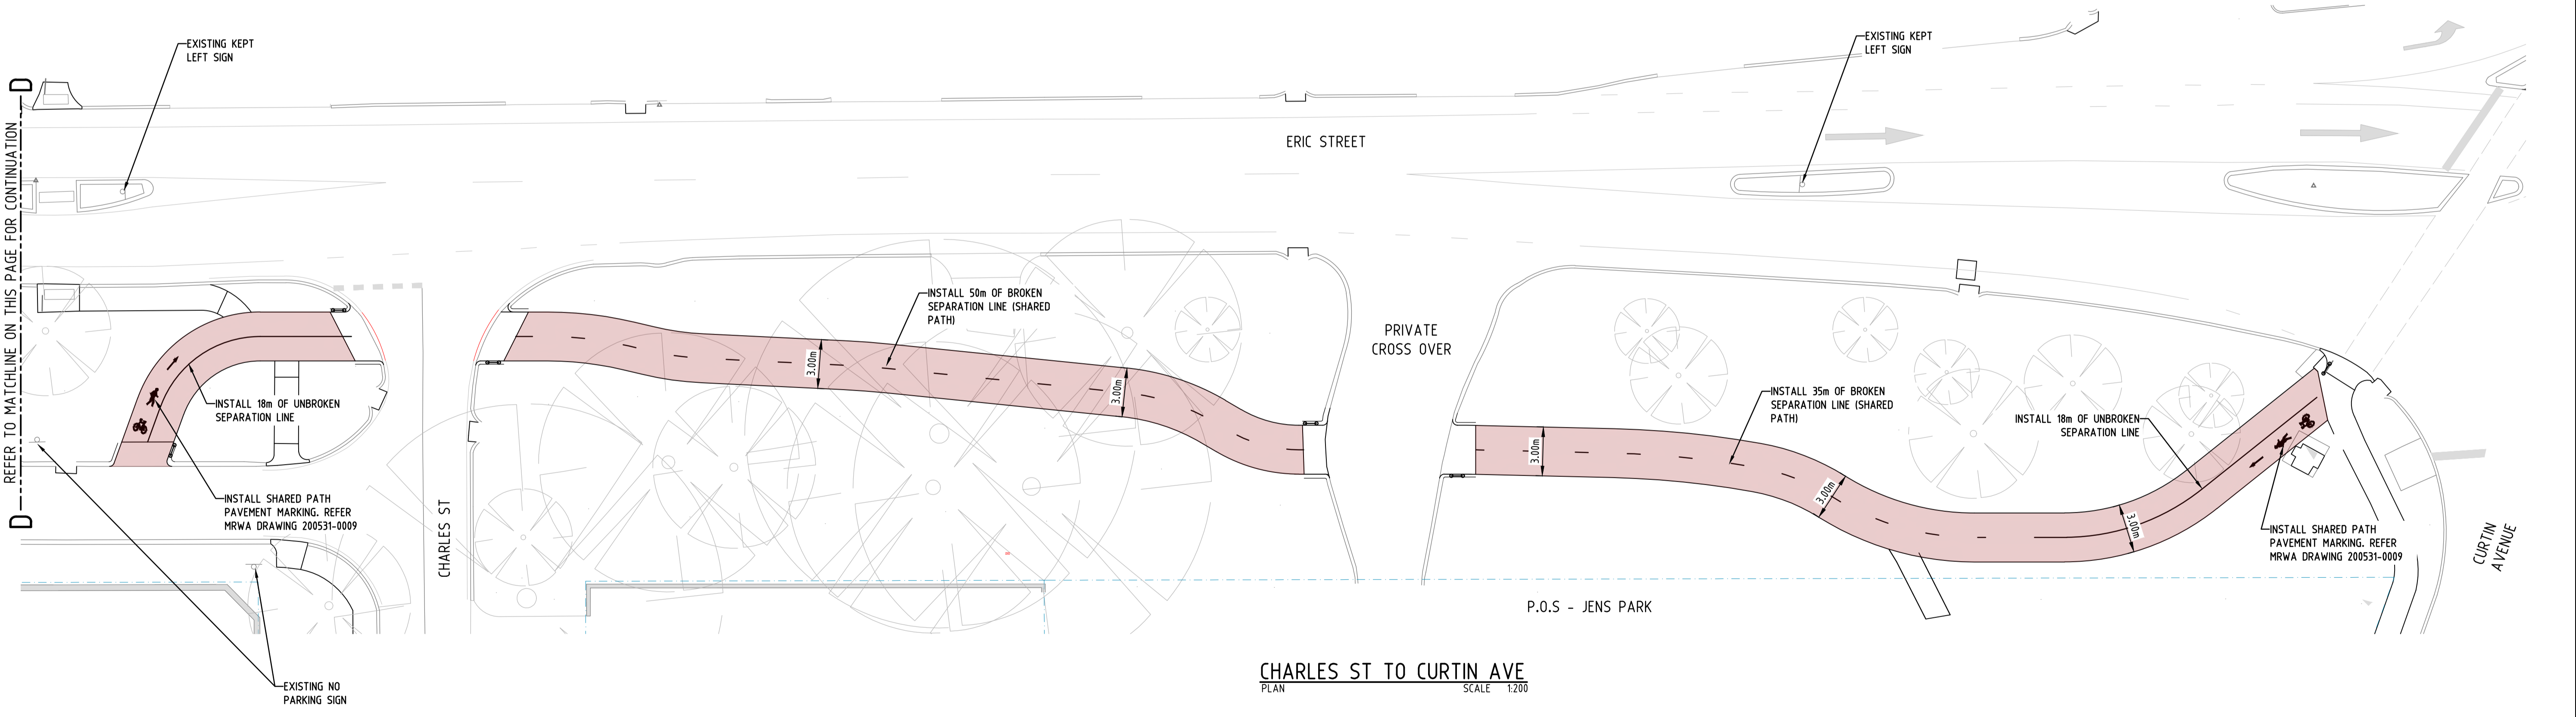 EXISTING KEPT
LEFT SIGN
EXISTING KEPT
LEFT SIGN
D
REFER TO MATCHLINE ON THIS PAGE FOR CONTINUATION
D
ERIC STREET
INSTALL 50m OF BROKEN
SEPARATION LINE (SHARED
PATH)
PRIVATE
CROSS OVER
3.00m
3.00m
INSTALL 18m OF UNBROKEN
SEPARATION LINE
INSTALL 35m OF BROKEN
SEPARATION LINE (SHARED
PATH)
INSTALL 18m OF UNBROKEN
SEPARATION LINE
3.00m
3.00m
3.00m
INSTALL SHARED PATH
PAVEMENT MARKING. REFER
MRWA DRAWING 200531-0009
CHARLES ST
INSTALL SHARED PATH
PAVEMENT MARKING. REFER
MRWA DRAWING 200531-0009
CURTIN
AVENUE
P.O.S - JENS PARK
EXISTING NO
PARKING SIGN
CHARLES ST TO CURTIN AVE
PLAN SCALE 1:200